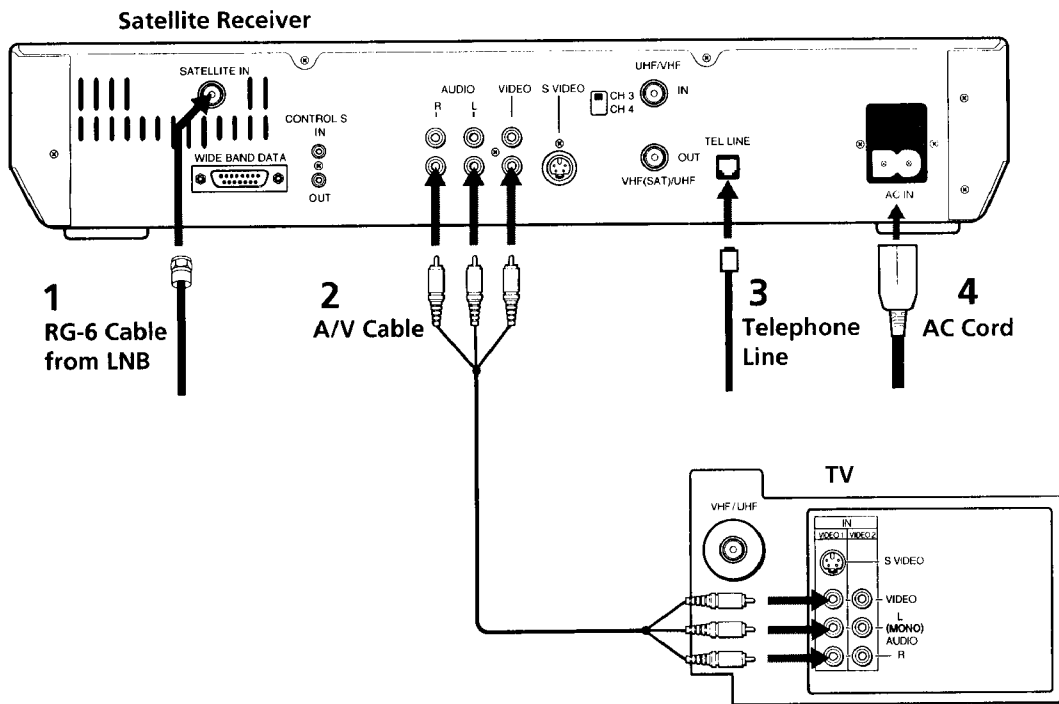 Satellite Receiver
SATELLITE IN
CONTROL S
IN
OUT
WIDE BAND DATA
AUDIO
R
L
VIDEO
S VIDEO
CH 3
CH 4
UHF/VHF
IN
OUT
VHF(SAT)/UHF
TEL LINE
AC IN
1
RG-6 Cable
from LNB
2
A/V Cable
3
Telephone
Line
4
AC Cord
TV
VHF / UHF
IN
VIDEO 1
VIDEO 2
S VIDEO
VIDEO
L
(MONO)
AUDIO
R